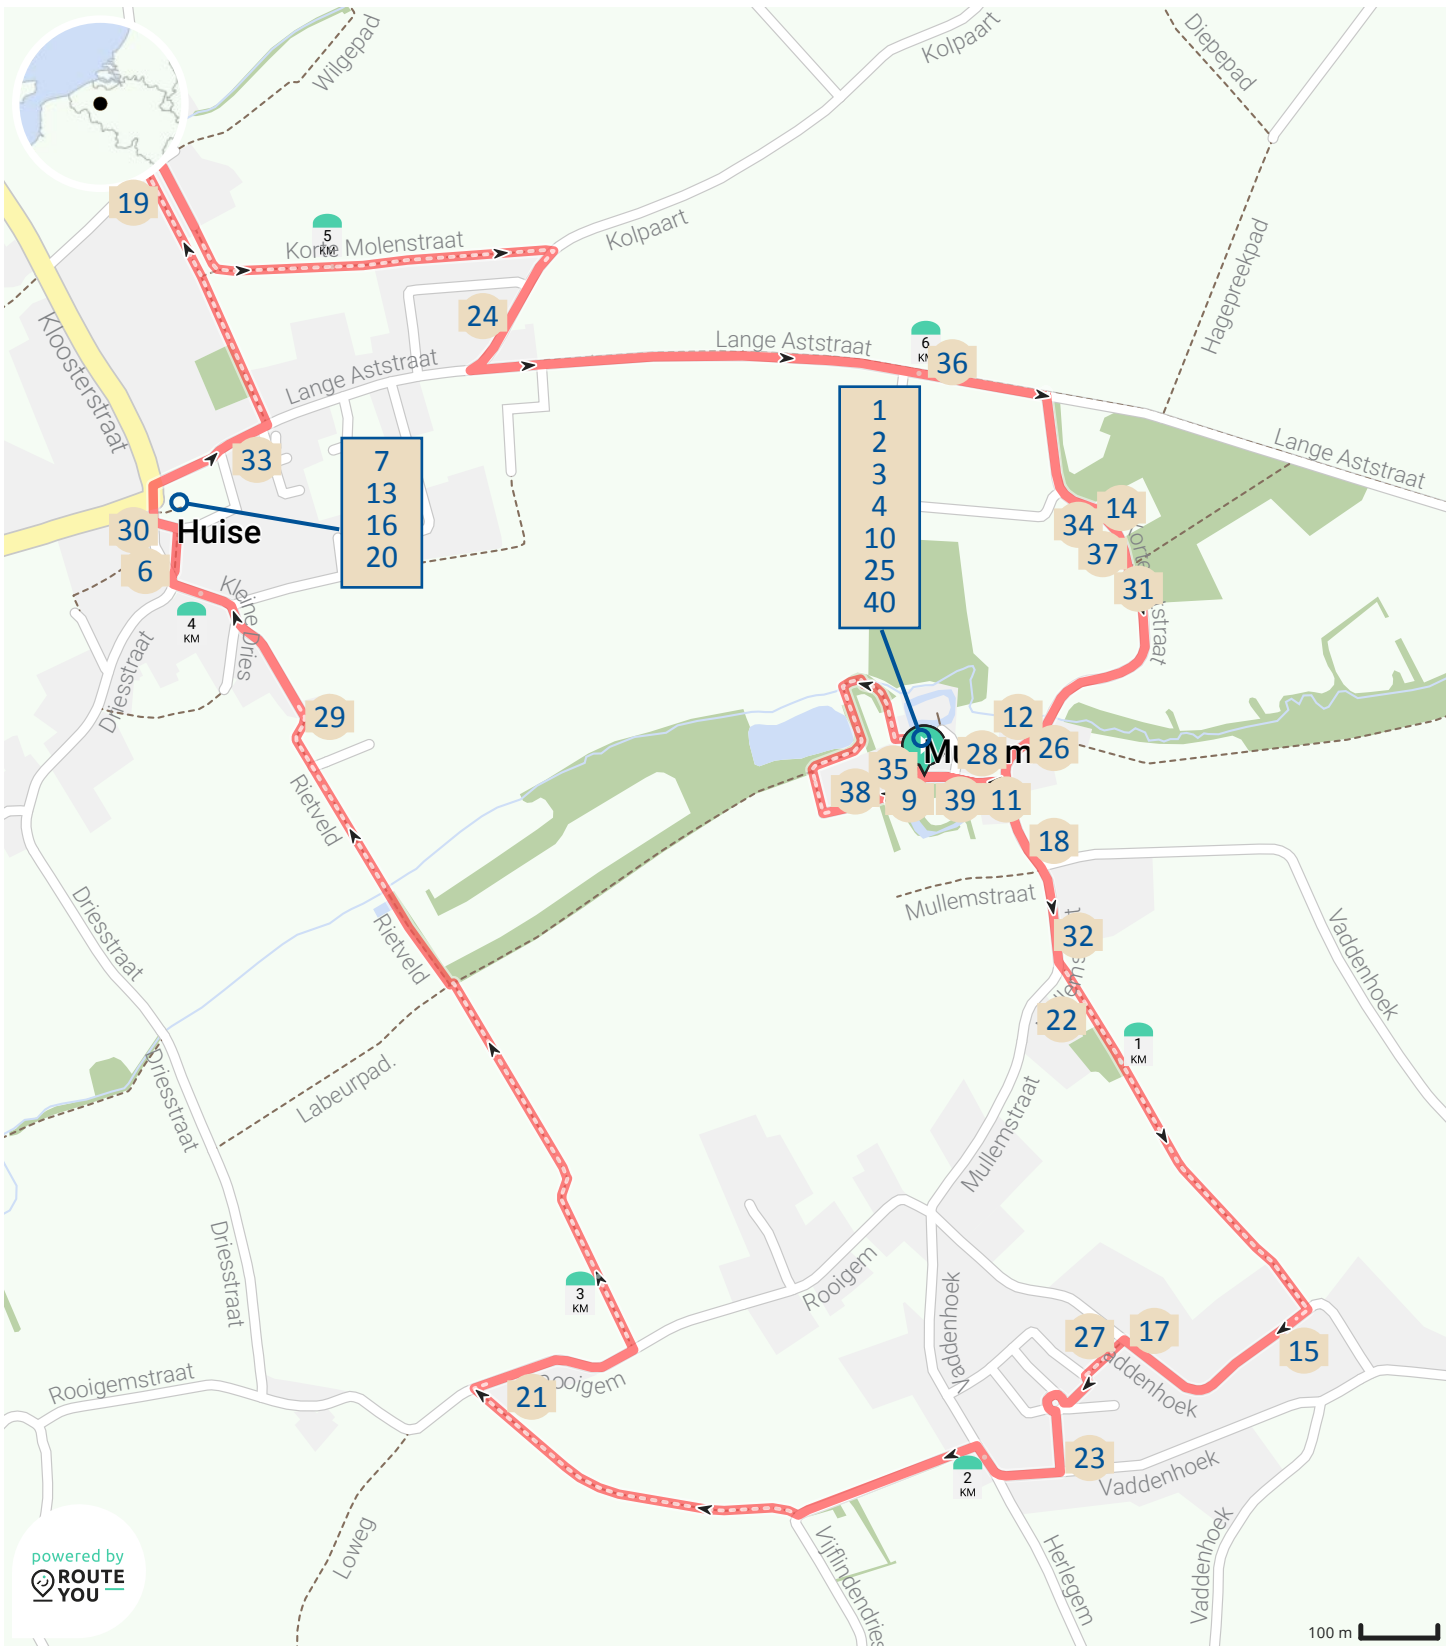 Wilgepad
Kolpaart
Diepepad
19
5
KM
Korte Molenstraat
Kolpaart
Hagepreekpad
Kloosterstraat
24
Lange Aststraat
6
KM
36
Lange Aststraat
1
2
3
4
10
25
40
Lange Aststraat
7
13
16
20
33
30
Huise
6
14
34
37
31
4
KM
Kleine Dries
Driesstraat
29
12
26
28
35
38
9
39
11
18
Rietveld
Mullemstraat
Vaddenhoek
32
Driesstraat
Rietveld
22
1
KM
Driesstraat
Labeurpad.
Mullemstraat
Driesstraat
3
KM
Rooigem
Vaddenhoek
27
17
15
Vaddenhoek
Rooigemstraat
21
Rooigem
23
2
KM
Vaddenhoek
Loweg
Vijflindendries
Herlegem
Vaddenhoek
powered by
ROUTE
YOU
100 m